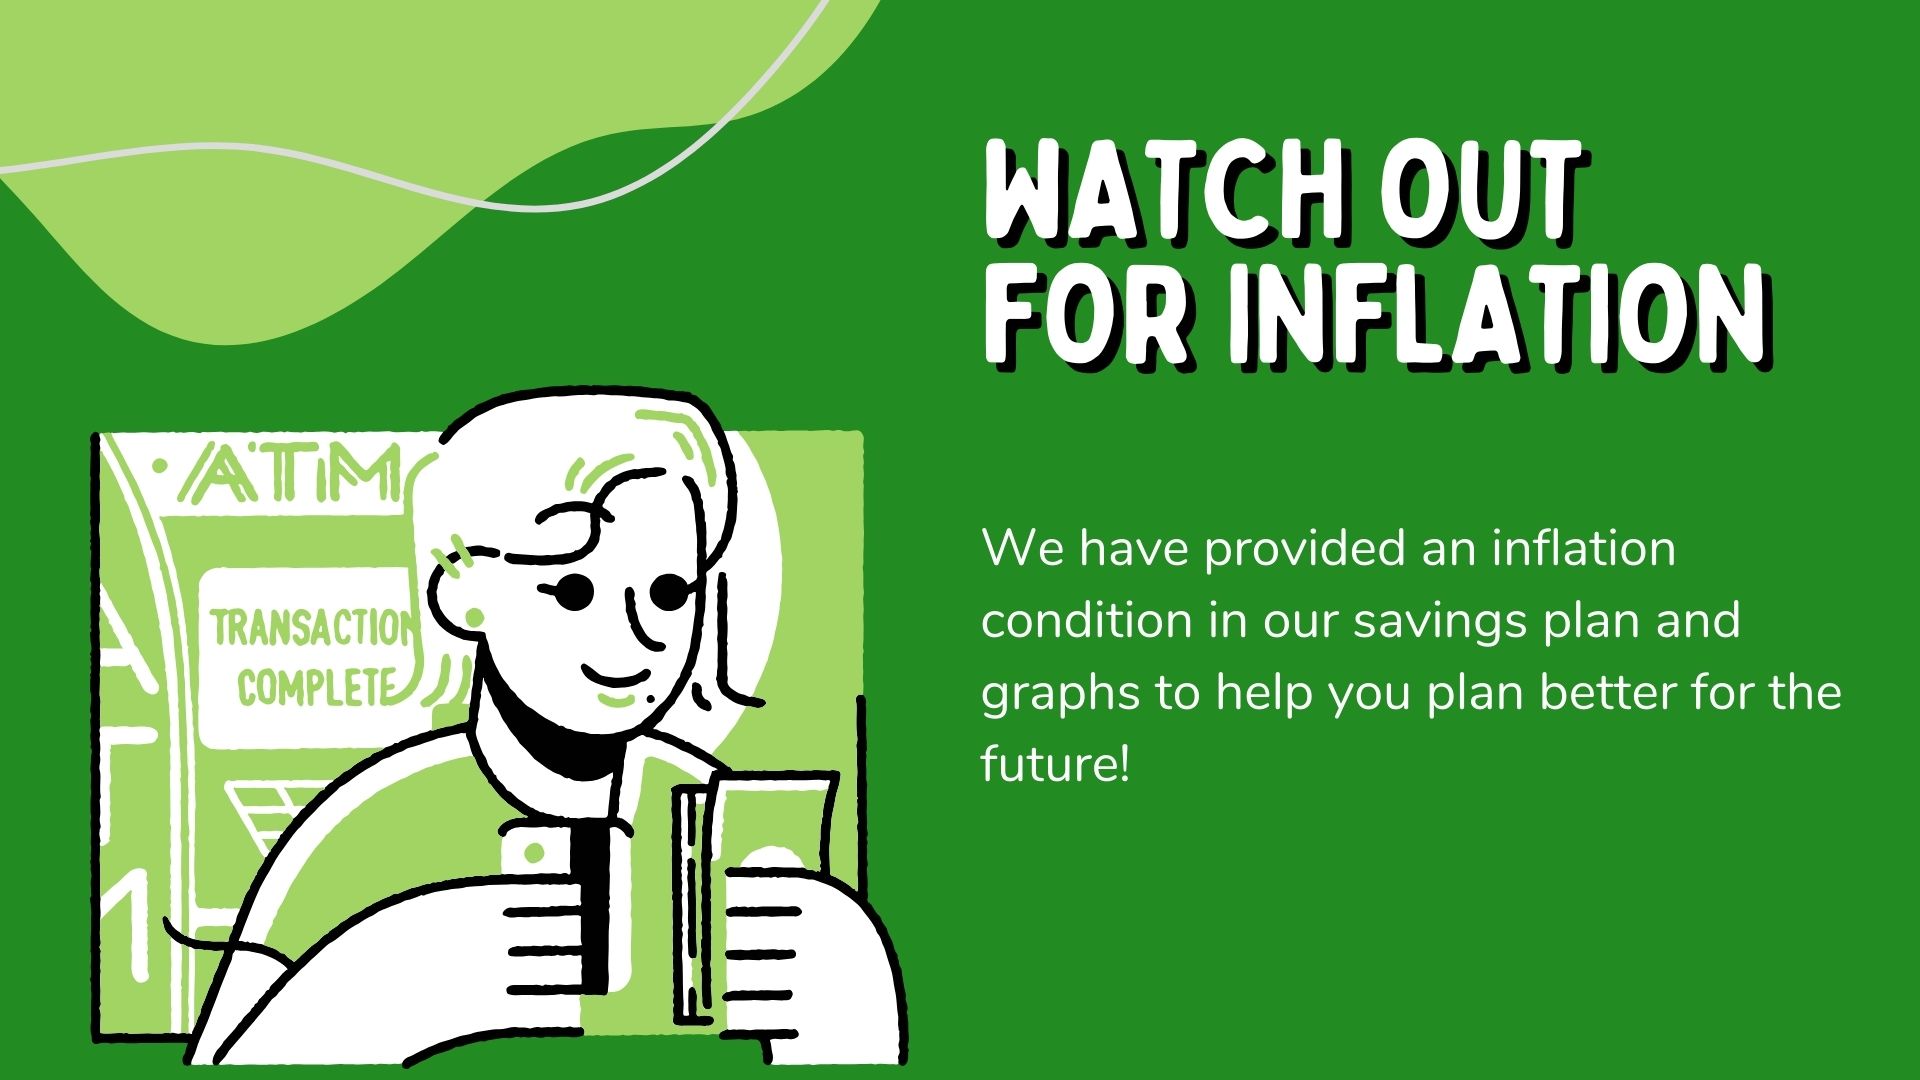 WATCH OUT
FOR INFLATION
We have provided an inflation
condition in our savings plan and
graphs to help you plan better for the
future!
ATM
TRANSACTION
COMPLETE